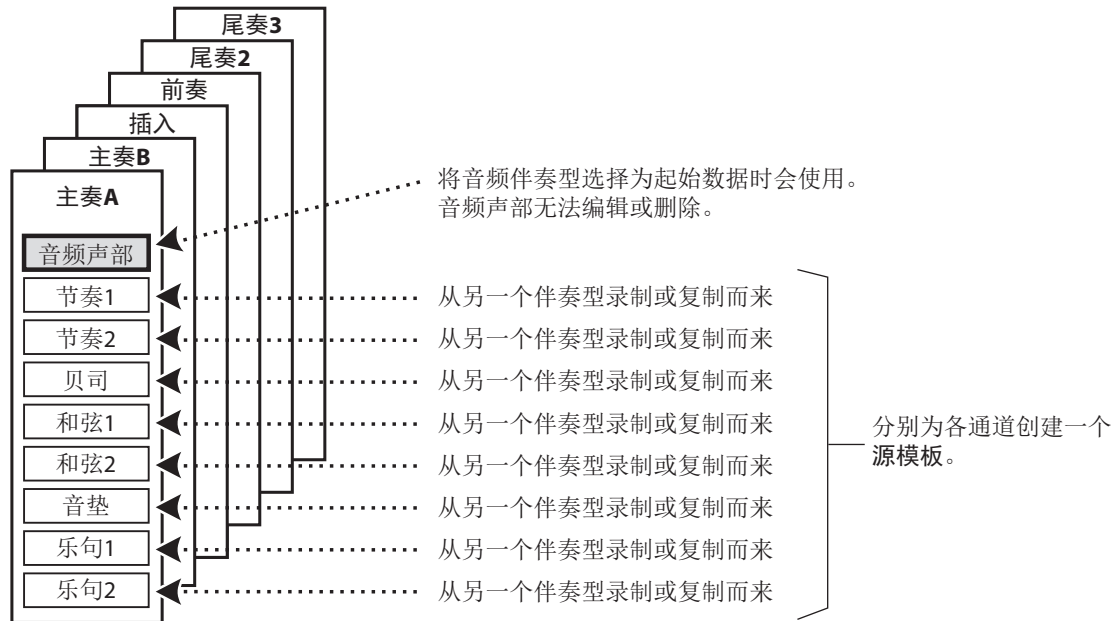 尾奏3
尾奏2
前奏
插入
主奏B
主奏A
将音频伴奏型选择为起始数据时会使用。
音频声部无法编辑或删除。
音频声部
节奏1
从另一个伴奏型录制或复制而来
节奏2
从另一个伴奏型录制或复制而来
贝司
从另一个伴奏型录制或复制而来
和弦1
从另一个伴奏型录制或复制而来
和弦2
从另一个伴奏型录制或复制而来
音垫
从另一个伴奏型录制或复制而来
乐句1
从另一个伴奏型录制或复制而来
乐句2
从另一个伴奏型录制或复制而来
分别为各通道创建一个
源模板。